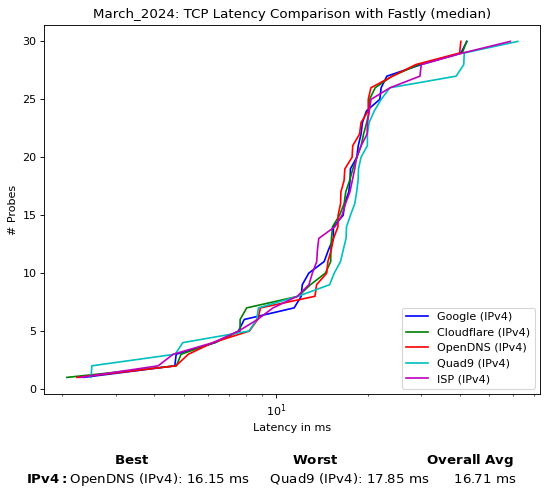 March_2024: TCP Latency Comparison with Fastly (median)
30
25
20
15
10
5
0
# Probes
Google (IPv4)
Cloudflare (IPv4)
OpenDNS (IPv4)
Quad9 (IPv4)
ISP (IPv4)
10¹
Latency in ms
Best Worst Overall Avg
IPv4: OpenDNS (IPv4): 16.15 ms Quad9 (IPv4): 17.85 ms 16.71 ms